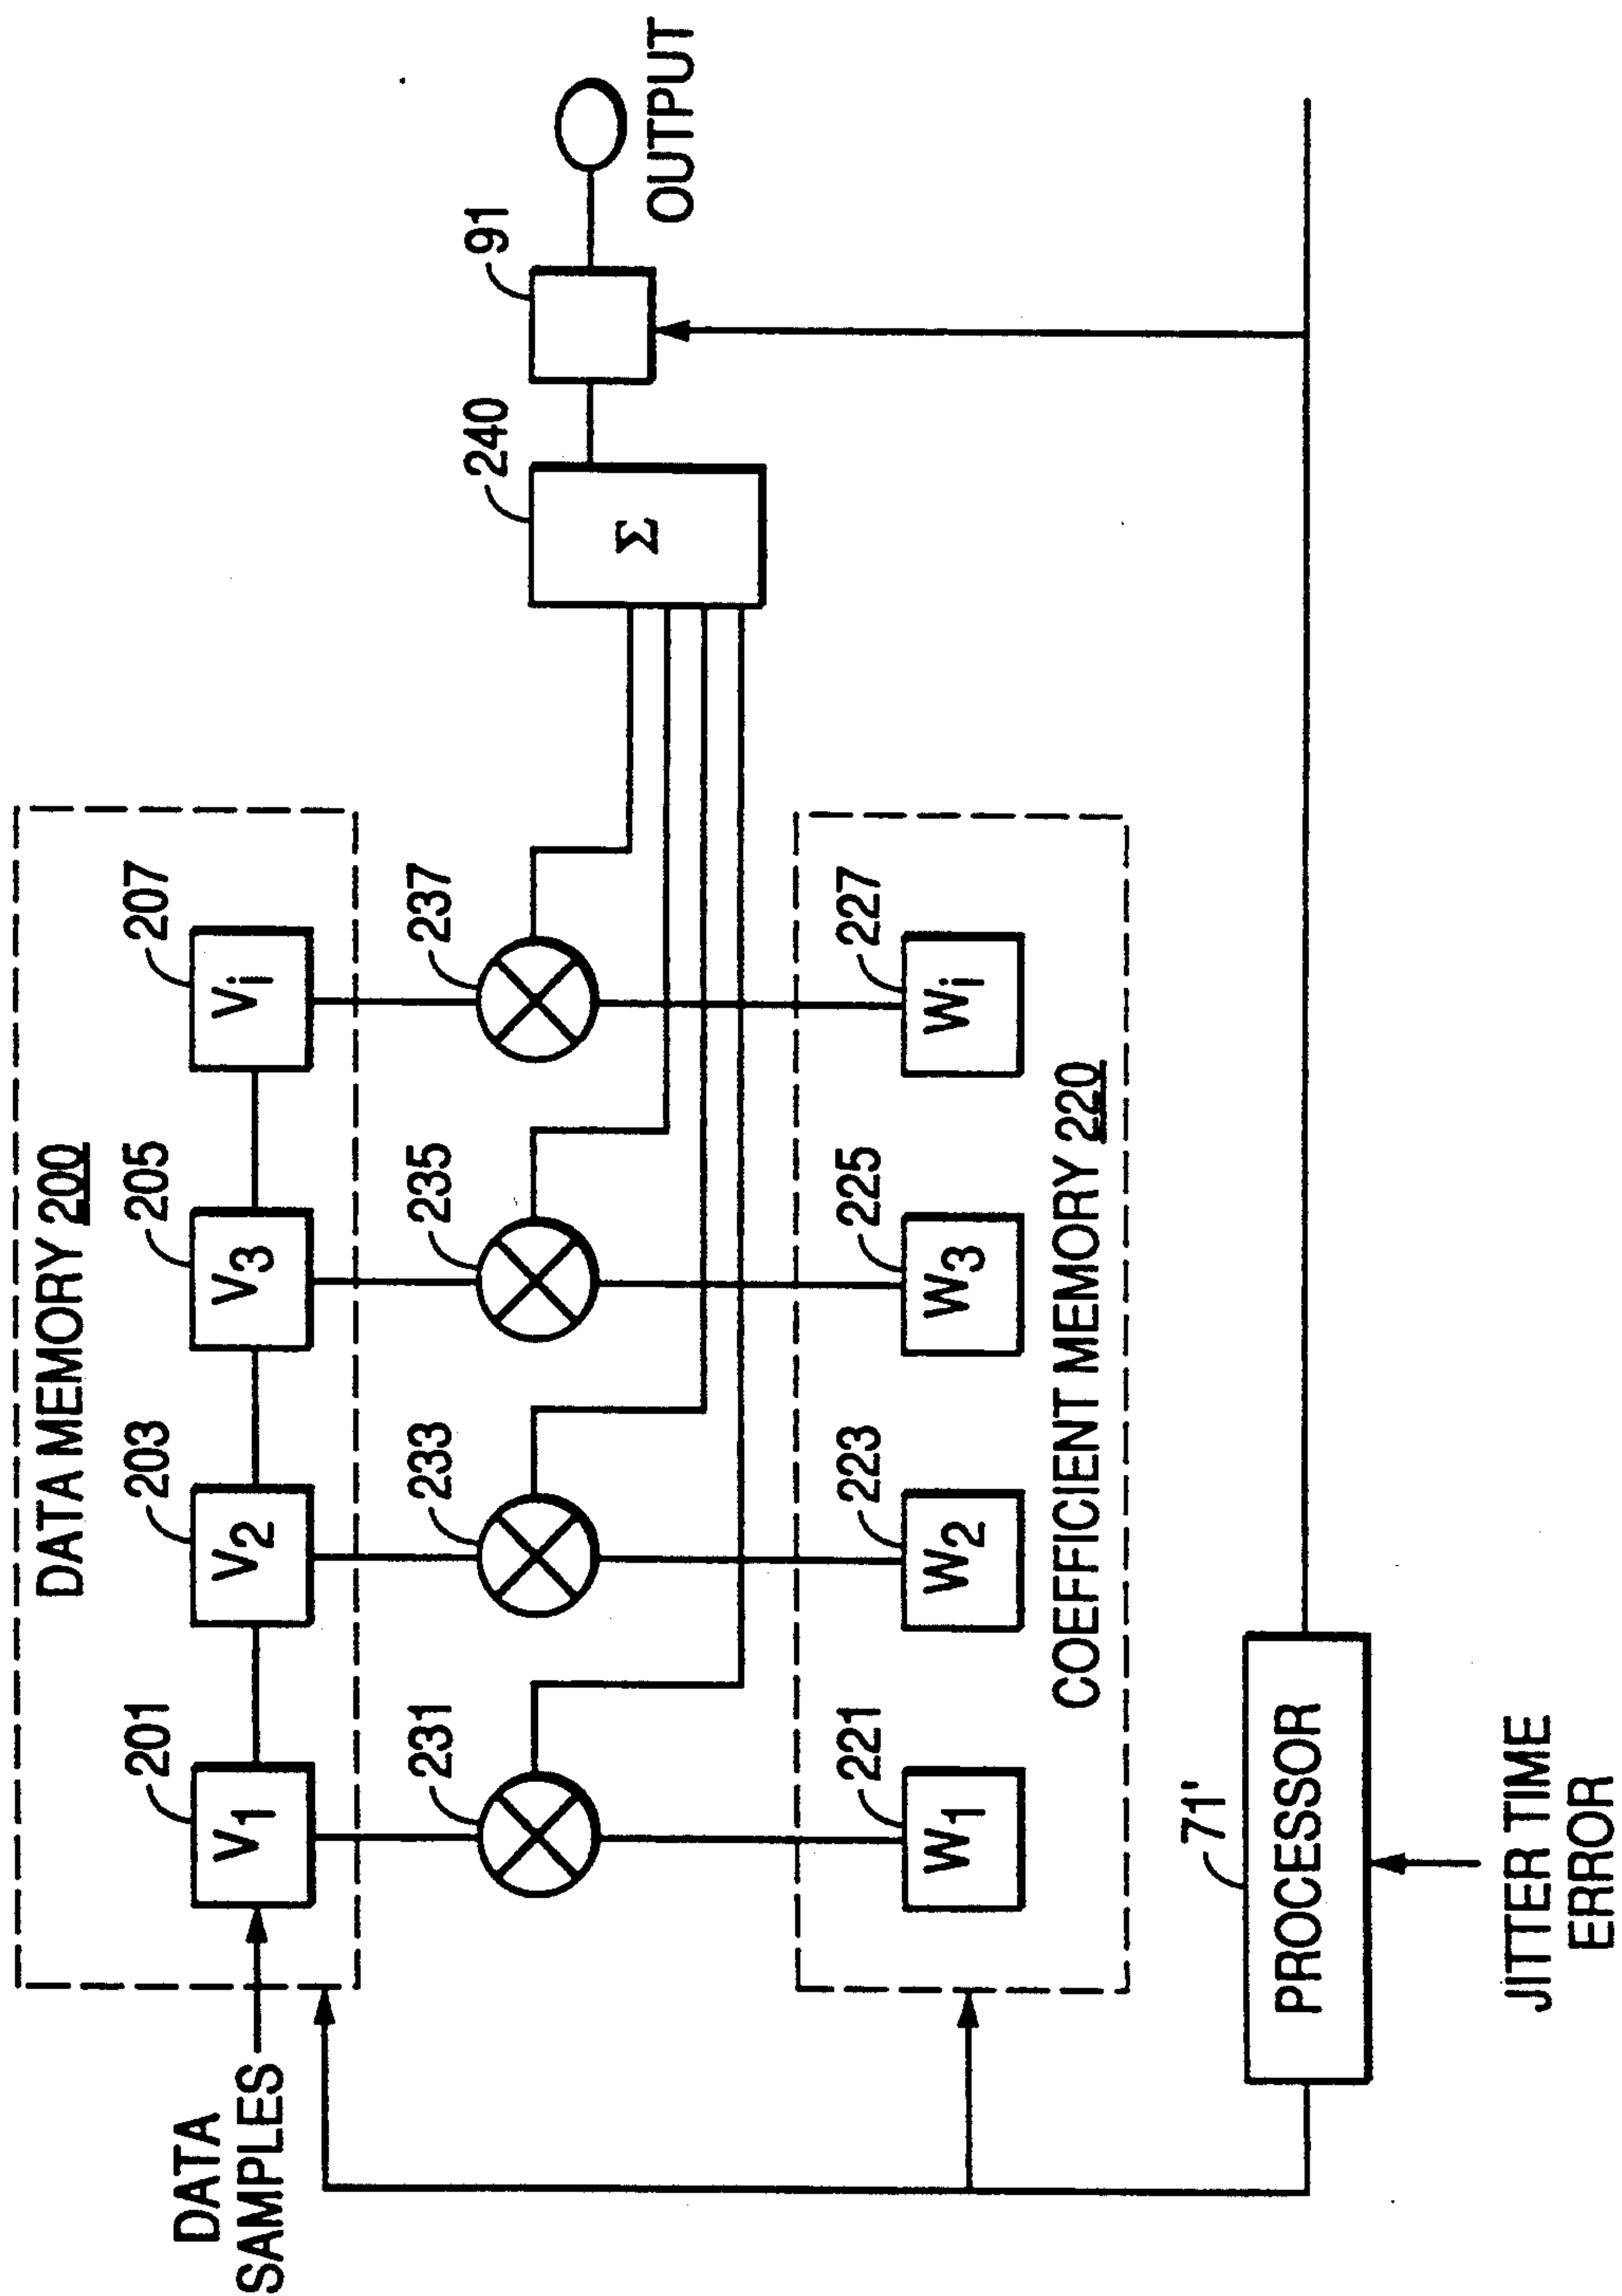 DATA MEMORY 200
201
203
205
207
V1
V2
V3
Vi
DATA
SAMPLES
231
233
235
237
240
Σ
91
OUTPUT
221
223
225
227
W1
W2
W3
Wi
COEFFICIENT MEMORY 220
71'
PROCESSOR
JITTER TIME
ERROR